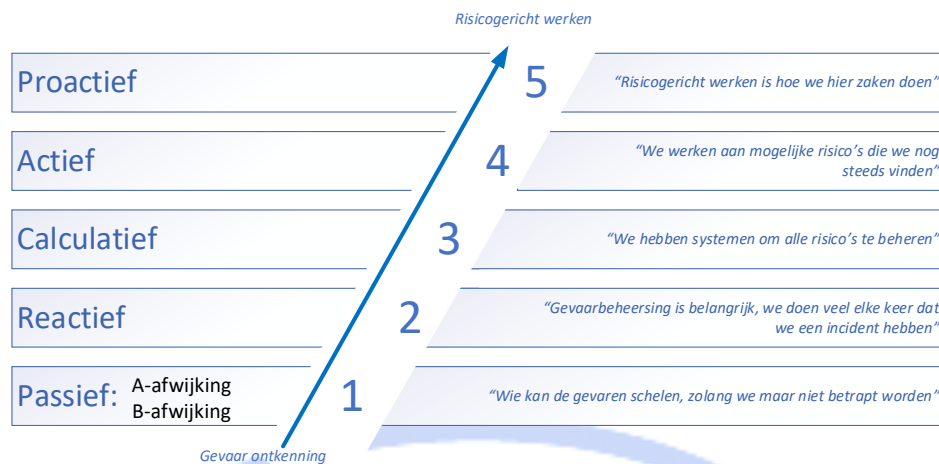 Risicogericht werken
Proactief
5
“Risicogericht werken is hoe we hier zaken doen”
Actief
4
“We werken aan mogelijke risico’s die we nog
steeds vinden”
Calculatief
3
“We hebben systemen om alle risico’s te beheren”
Reactief
2
“Gevaarbeheersing is belangrijk, we doen veel elke keer dat
we een incident hebben”
Passief:
A-afwijking
B-afwijking
1
“Wie kan de gevaren schelen, zolang we maar niet betrapt worden”
Gevaar ontkenning